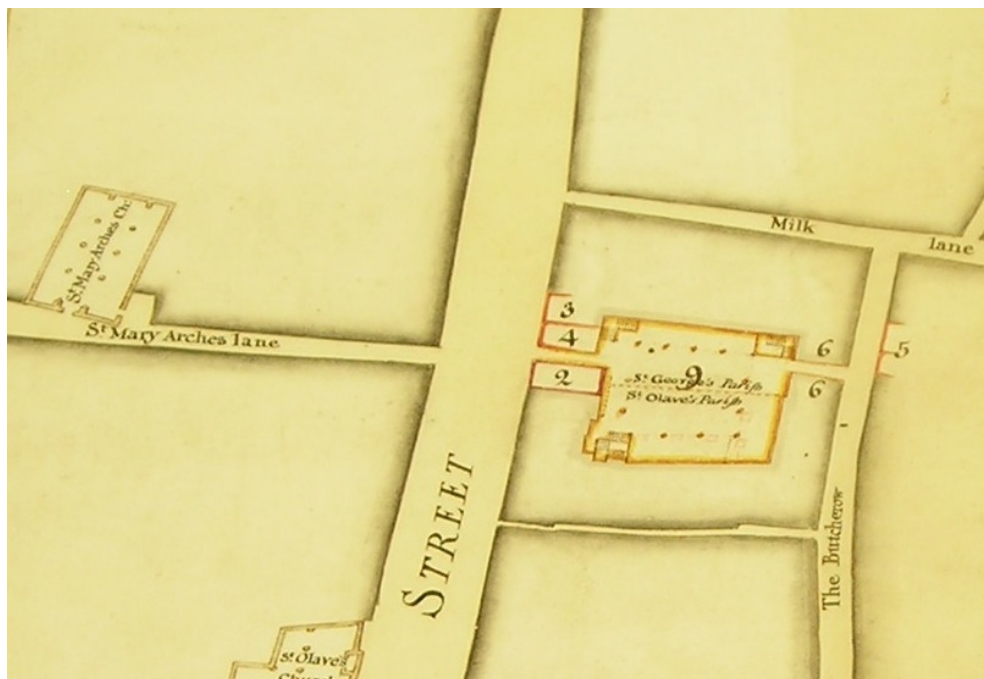 Milk
lane
St. Mary Arches Ch:
3
St. Mary Arches lane
4
6
5
9
2
St. George's Parish
6
St. Olave's Parish
STREET
The Butcherow
St. Olave's
Church